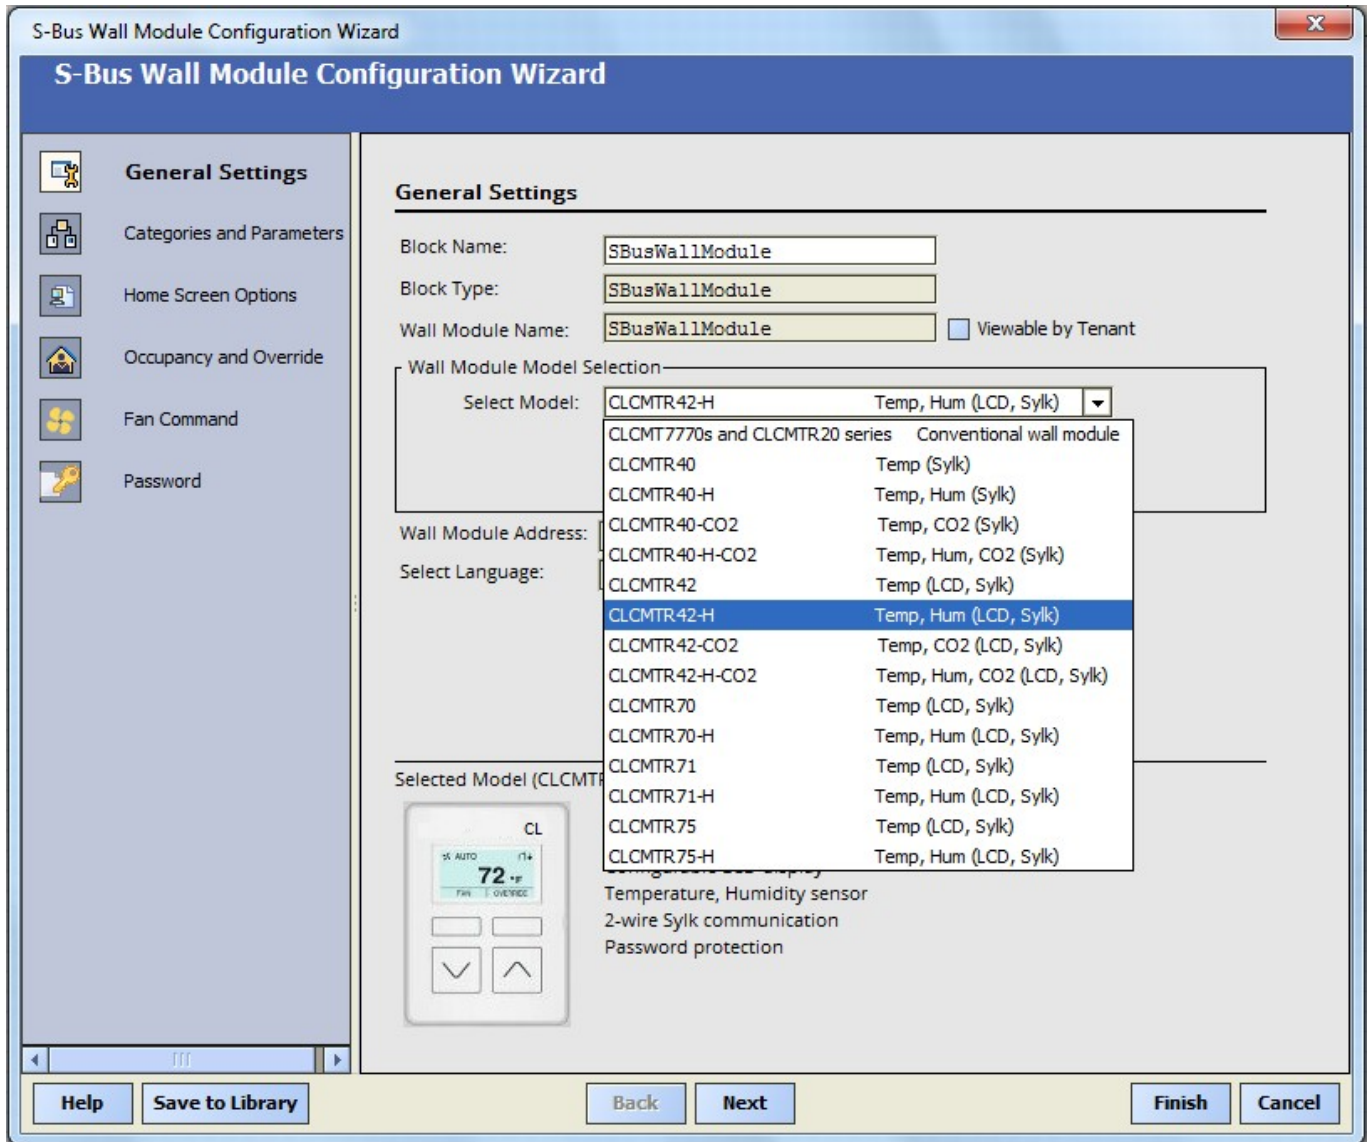 S-Bus Wall Module Configuration Wizard
S-Bus Wall Module Configuration Wizard
General Settings
Categories and Parameters
Home Screen Options
Occupancy and Override
Fan Command
Password
General Settings
Block Name: SBusWallModule
Block Type: SBusWallModule
Wall Module Name: SBusWallModule Viewable by Tenant
Wall Module Model Selection
Select Model: CLCMTR42-H Temp, Hum (LCD, Sylk)
CLCMT7770s and CLCMTR20 series Conventional wall module
CLCMTR40 Temp (Sylk)
CLCMTR40-H Temp, Hum (Sylk)
CLCMTR40-CO2 Temp, CO2 (Sylk)
CLCMTR40-H-CO2 Temp, Hum, CO2 (Sylk)
CLCMTR42 Temp (LCD, Sylk)
CLCMTR42-H Temp, Hum (LCD, Sylk)
CLCMTR42-CO2 Temp, CO2 (LCD, Sylk)
CLCMTR42-H-CO2 Temp, Hum, CO2 (LCD, Sylk)
CLCMTR70 Temp (LCD, Sylk)
CLCMTR70-H Temp, Hum (LCD, Sylk)
CLCMTR71 Temp (LCD, Sylk)
CLCMTR71-H Temp, Hum (LCD, Sylk)
CLCMTR75 Temp (LCD, Sylk)
CLCMTR75-H Temp, Hum (LCD, Sylk)
Wall Module Address:
Select Language:
Selected Model (CLCMTR
CL
AUTO
72 °F
FAN OVERRIDE
Configurable LCD display
Temperature, Humidity sensor
2-wire Sylk communication
Password protection
Help Save to Library Back Next Finish Cancel